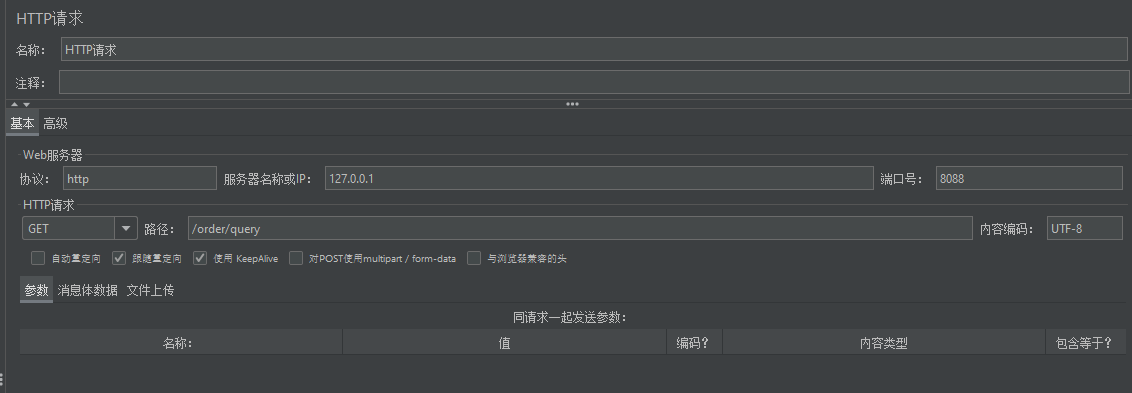 HTTP请求
名称： HTTP请求
注释：
基本 高级
Web服务器
协议： http 服务器名称或IP： 127.0.0.1 端口号： 8088
HTTP请求
GET 路径： /order/query 内容编码： UTF-8
自动重定向 跟随重定向 使用 KeepAlive 对POST使用multipart / form-data 与浏览器兼容的头
参数 消息体数据 文件上传
同请求一起发送参数：
名称： 值 编码？ 内容类型 包含等于？